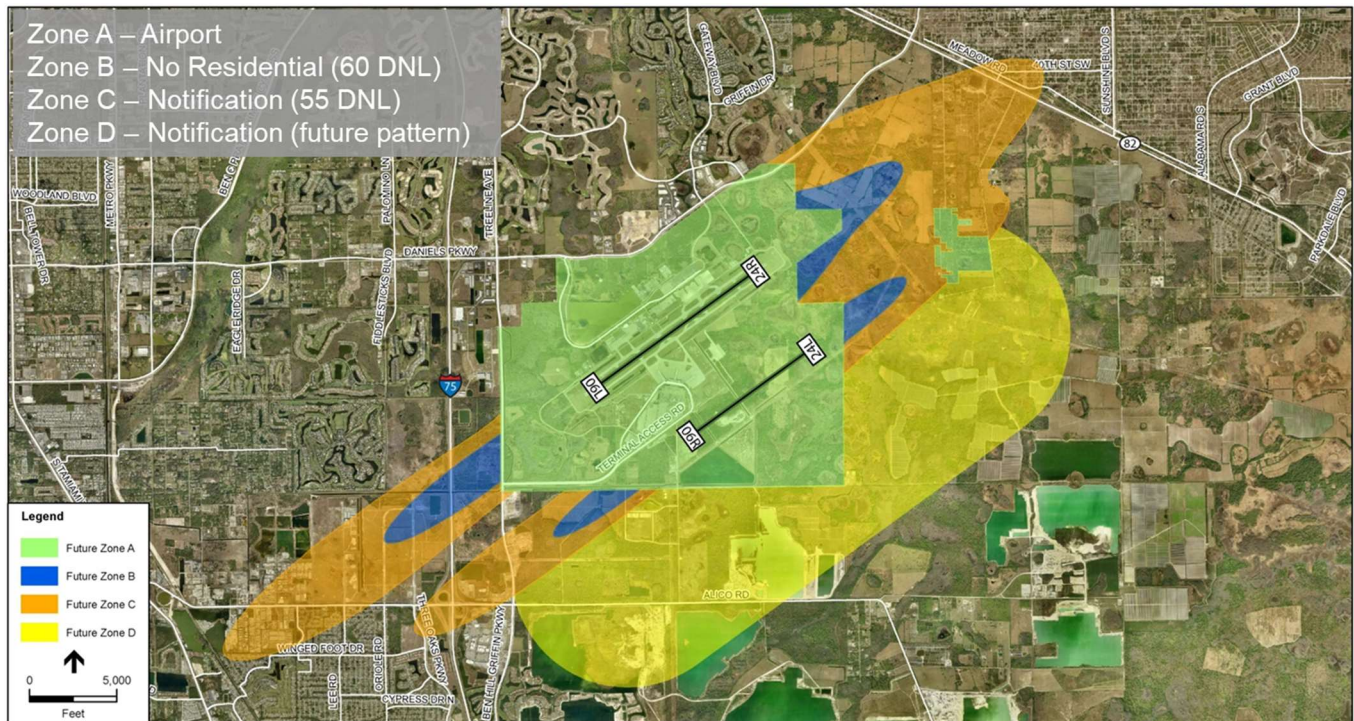 Zone A – Airport
Zone B – No Residential (60 DNL)
Zone C – Notification (55 DNL)
Zone D – Notification (future pattern)
GATEWAY BLVD
GRIFFIN DR
MEADOW RD
40TH ST SW
SUNSHINE BLVD S
GRANT BLVD
ALABAMA RD S
82
PARKDALE BLVD
WOODLAND BLVD
BELL TOWER DR
METRO PKWY
PALOMINO LN
TREELINE AVE
DANIELS PKWY
FIDDLESTICKS BLVD
EAGLE RIDGE DR
24R
24L
06L
06R
75
TERMINAL ACCESS RD
S TAMIAMI
ALICO RD
THREE OAKS PKWY
BEN HILL GRIFFIN PKWY
WINGED FOOT DR
LEE RD
ORIOLE RD
CYPRESS DR N
Legend
Future Zone A
Future Zone B
Future Zone C
Future Zone D
0
5,000
Feet